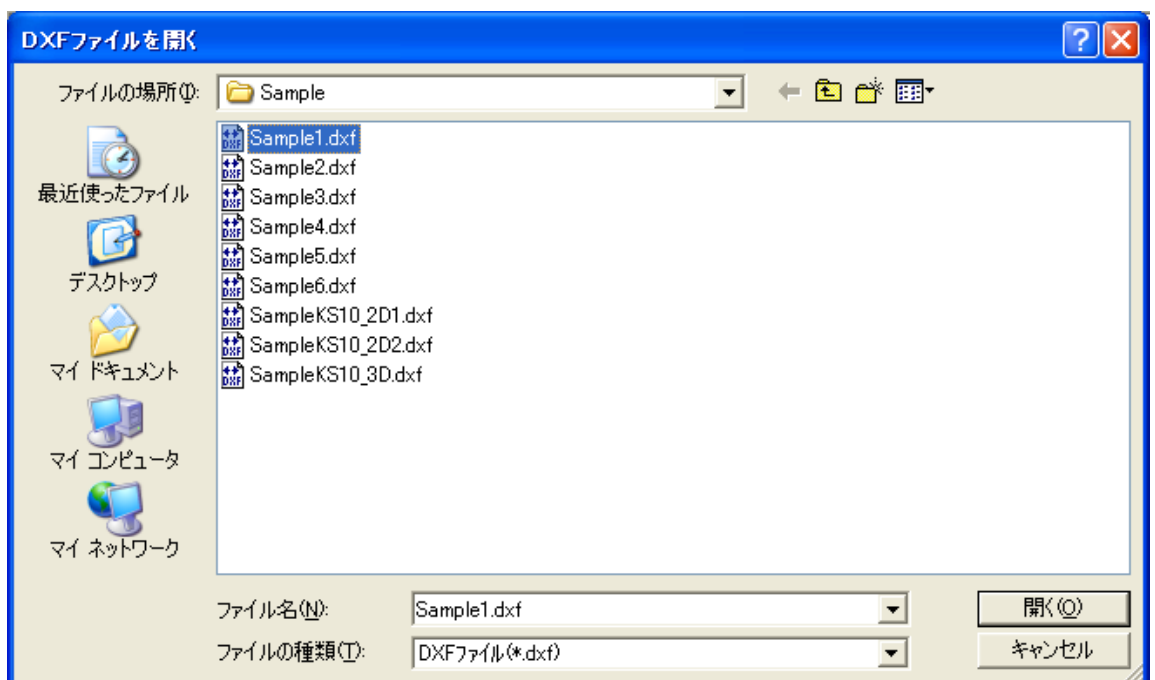 DXFファイルを開く
ファイルの場所(I):
Sample
最近使ったファイル
デスクトップ
マイ ドキュメント
マイ コンピュータ
マイ ネットワーク
Sample1.dxf
Sample2.dxf
Sample3.dxf
Sample4.dxf
Sample5.dxf
Sample6.dxf
SampleKS10_2D1.dxf
SampleKS10_2D2.dxf
SampleKS10_3D.dxf
ファイル名(N):
Sample1.dxf
開く(O)
ファイルの種類(T):
DXFファイル(*.dxf)
キャンセル